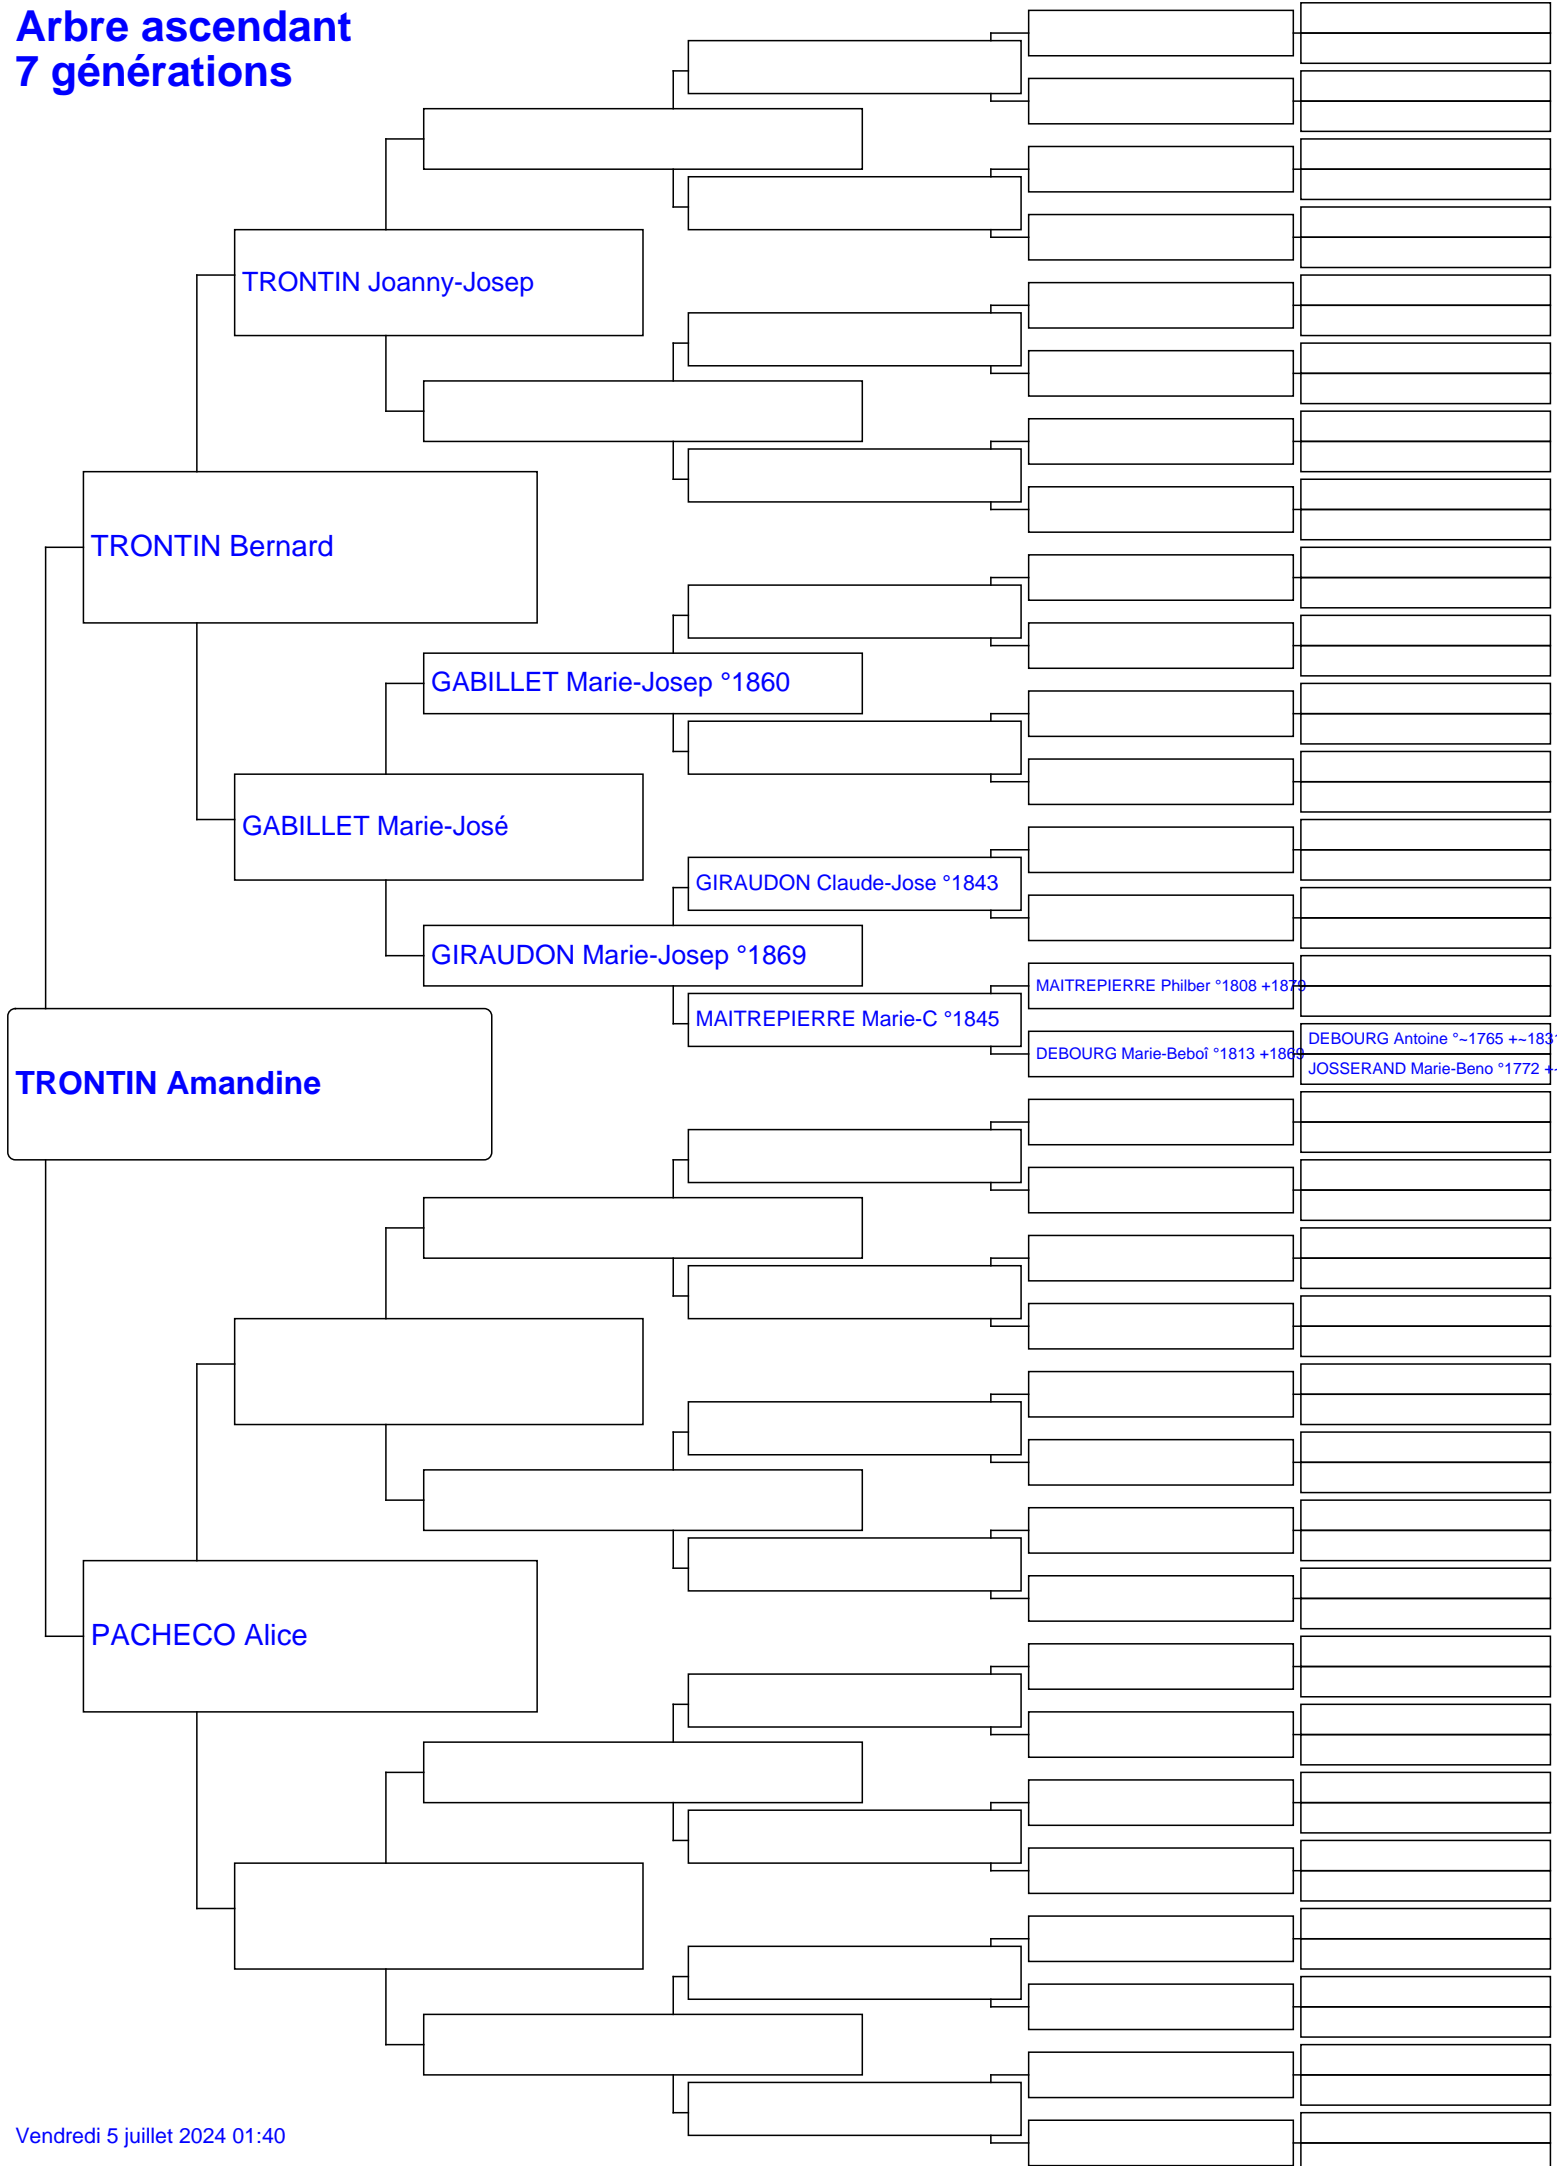 Arbre ascendant
7 générations
TRONTIN Joanny-Josep
TRONTIN Bernard
GABILLET Marie-Josep °1860
GABILLET Marie-José
GIRAUDON Claude-Jose °1843
GIRAUDON Marie-Josep °1869
MAITREPIERRE Philber °1808 +1879
MAITREPIERRE Marie-C °1845
DEBOURG Marie-Beboî °1813 +1869
DEBOURG Antoine °~1765 +~1831
JOSSERAND Marie-Beno °1772 +~
TRONTIN Amandine
PACHECO Alice
Vendredi 5 juillet 2024 01:40